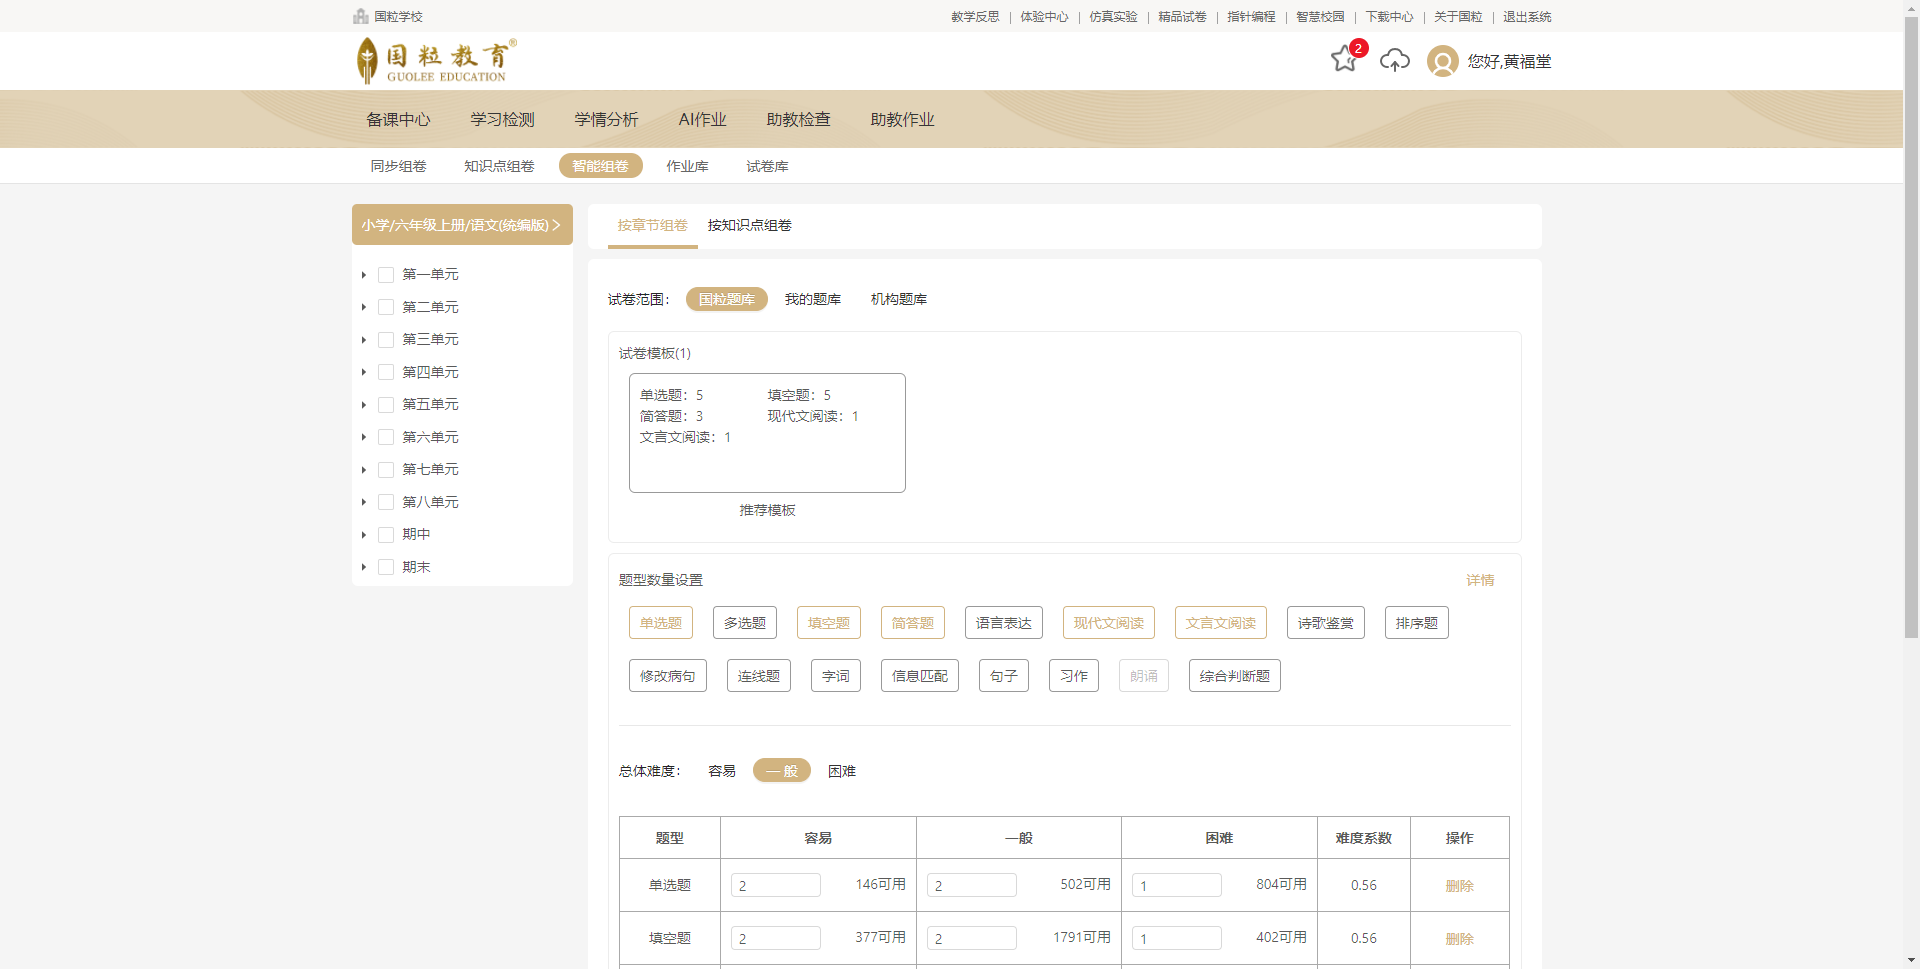 国粒学校 教学反思 | 体验中心 | 仿真实验 | 精品试卷 | 指针编程 | 智慧校园 | 下载中心 | 关于国粒 | 退出系统
国粒教育®
GUOLEE EDUCATION
2
您好,黄福堂
备课中心 学习检测 学情分析 AI作业 助教检查 助教作业
同步组卷 知识点组卷 智能组卷 作业库 试卷库
小学/六年级上册/语文(统编版)
第一单元
第二单元
第三单元
第四单元
第五单元
第六单元
第七单元
第八单元
期中
期末
按章节组卷 按知识点组卷
试卷范围： 国粒题库 我的题库 机构题库
试卷模板(1)
单选题：5 填空题：5
简答题：3 现代文阅读：1
文言文阅读：1
推荐模板
题型数量设置 详情
单选题 多选题 填空题 简答题 语言表达 现代文阅读 文言文阅读 诗歌鉴赏 排序题
修改病句 连线题 字词 信息匹配 句子 习作 朗诵 综合判断题
总体难度： 容易 一般 困难
题型 容易 一般 困难 难度系数 操作
单选题 2 146可用 2 502可用 1 804可用 0.56 删除
填空题 2 377可用 2 1791可用 1 402可用 0.56 删除